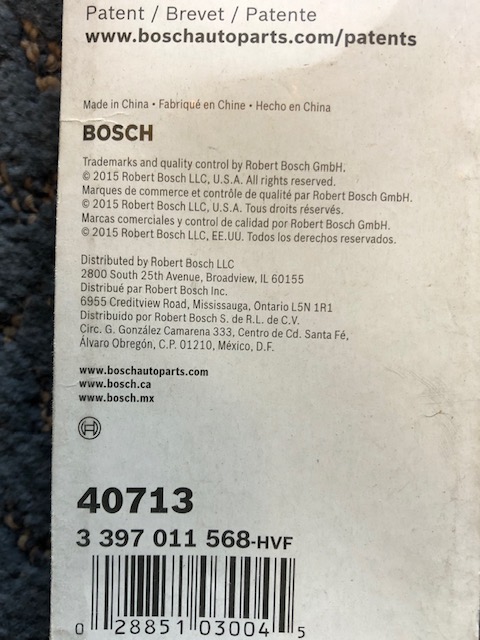 Patent / Brevet / Patente
www.boschautoparts.com/patents
Made in China • Fabriqué en Chine • Hecho en China
BOSCH
Trademarks and quality control by Robert Bosch GmbH.
© 2015 Robert Bosch LLC, U.S.A. All rights reserved.
Marques de commerce et contrôle de qualité par Robert Bosch GmbH.
© 2015 Robert Bosch LLC, U.S.A. Tous droits réservés.
Marcas comerciales y control de calidad por Robert Bosch GmbH.
© 2015 Robert Bosch LLC, EE.UU. Todos los derechos reservados.
Distributed by Robert Bosch LLC
2800 South 25th Avenue, Broadview, IL 60155
Distribué par Robert Bosch Inc.
6955 Creditview Road, Mississauga, Ontario L5N 1R1
Distribuido por Robert Bosch S. de R.L. de C.V.
Circ. G. González Camarena 333, Centro de Cd. Santa Fé,
Álvaro Obregón, C.P. 01210, México, D.F.
www.boschautoparts.com
www.bosch.ca
www.bosch.mx
40713
3 397 011 568-HVF
0 28851 03004 5